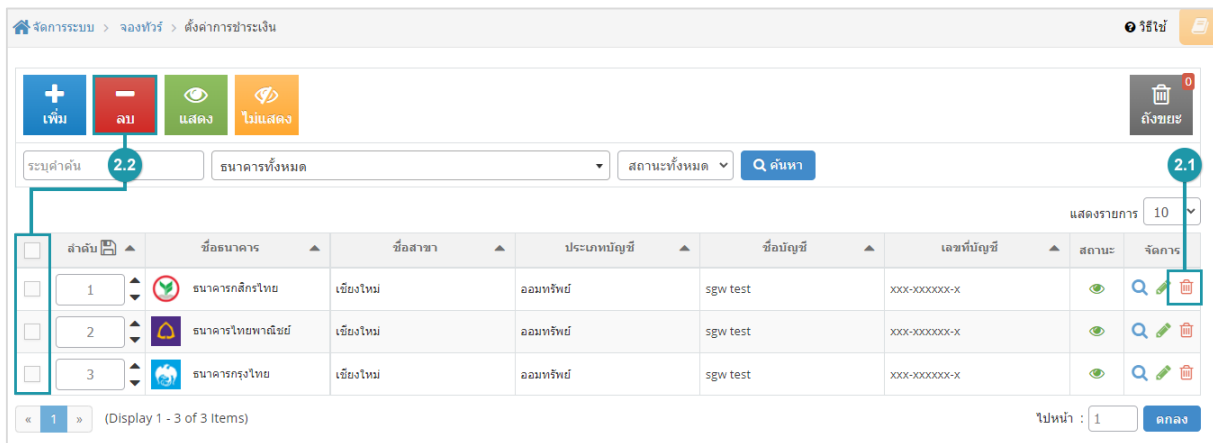 จัดการระบบ > จองทัวร์ > ตั้งค่าการชำระเงิน วิธีใช้
เพิ่ม ลบ แสดง ไม่แสดง 0 ถังขยะ
ระบุคำค้น 2.2 ธนาคารทั้งหมด สถานะทั้งหมด ค้นหา 2.1
แสดงรายการ 10
ลำดับ ชื่อธนาคาร ชื่อสาขา ประเภทบัญชี ชื่อบัญชี เลขที่บัญชี สถานะ จัดการ
1 ธนาคารกสิกรไทย เชียงใหม่ ออมทรัพย์ sgw test xxx-xxxxxx-x
2 ธนาคารไทยพาณิชย์ เชียงใหม่ ออมทรัพย์ sgw test xxx-xxxxxx-x
3 ธนาคารกรุงไทย เชียงใหม่ ออมทรัพย์ sgw test xxx-xxxxxx-x
« 1 » (Display 1 - 3 of 3 Items) ไปหน้า : 1 ตกลง